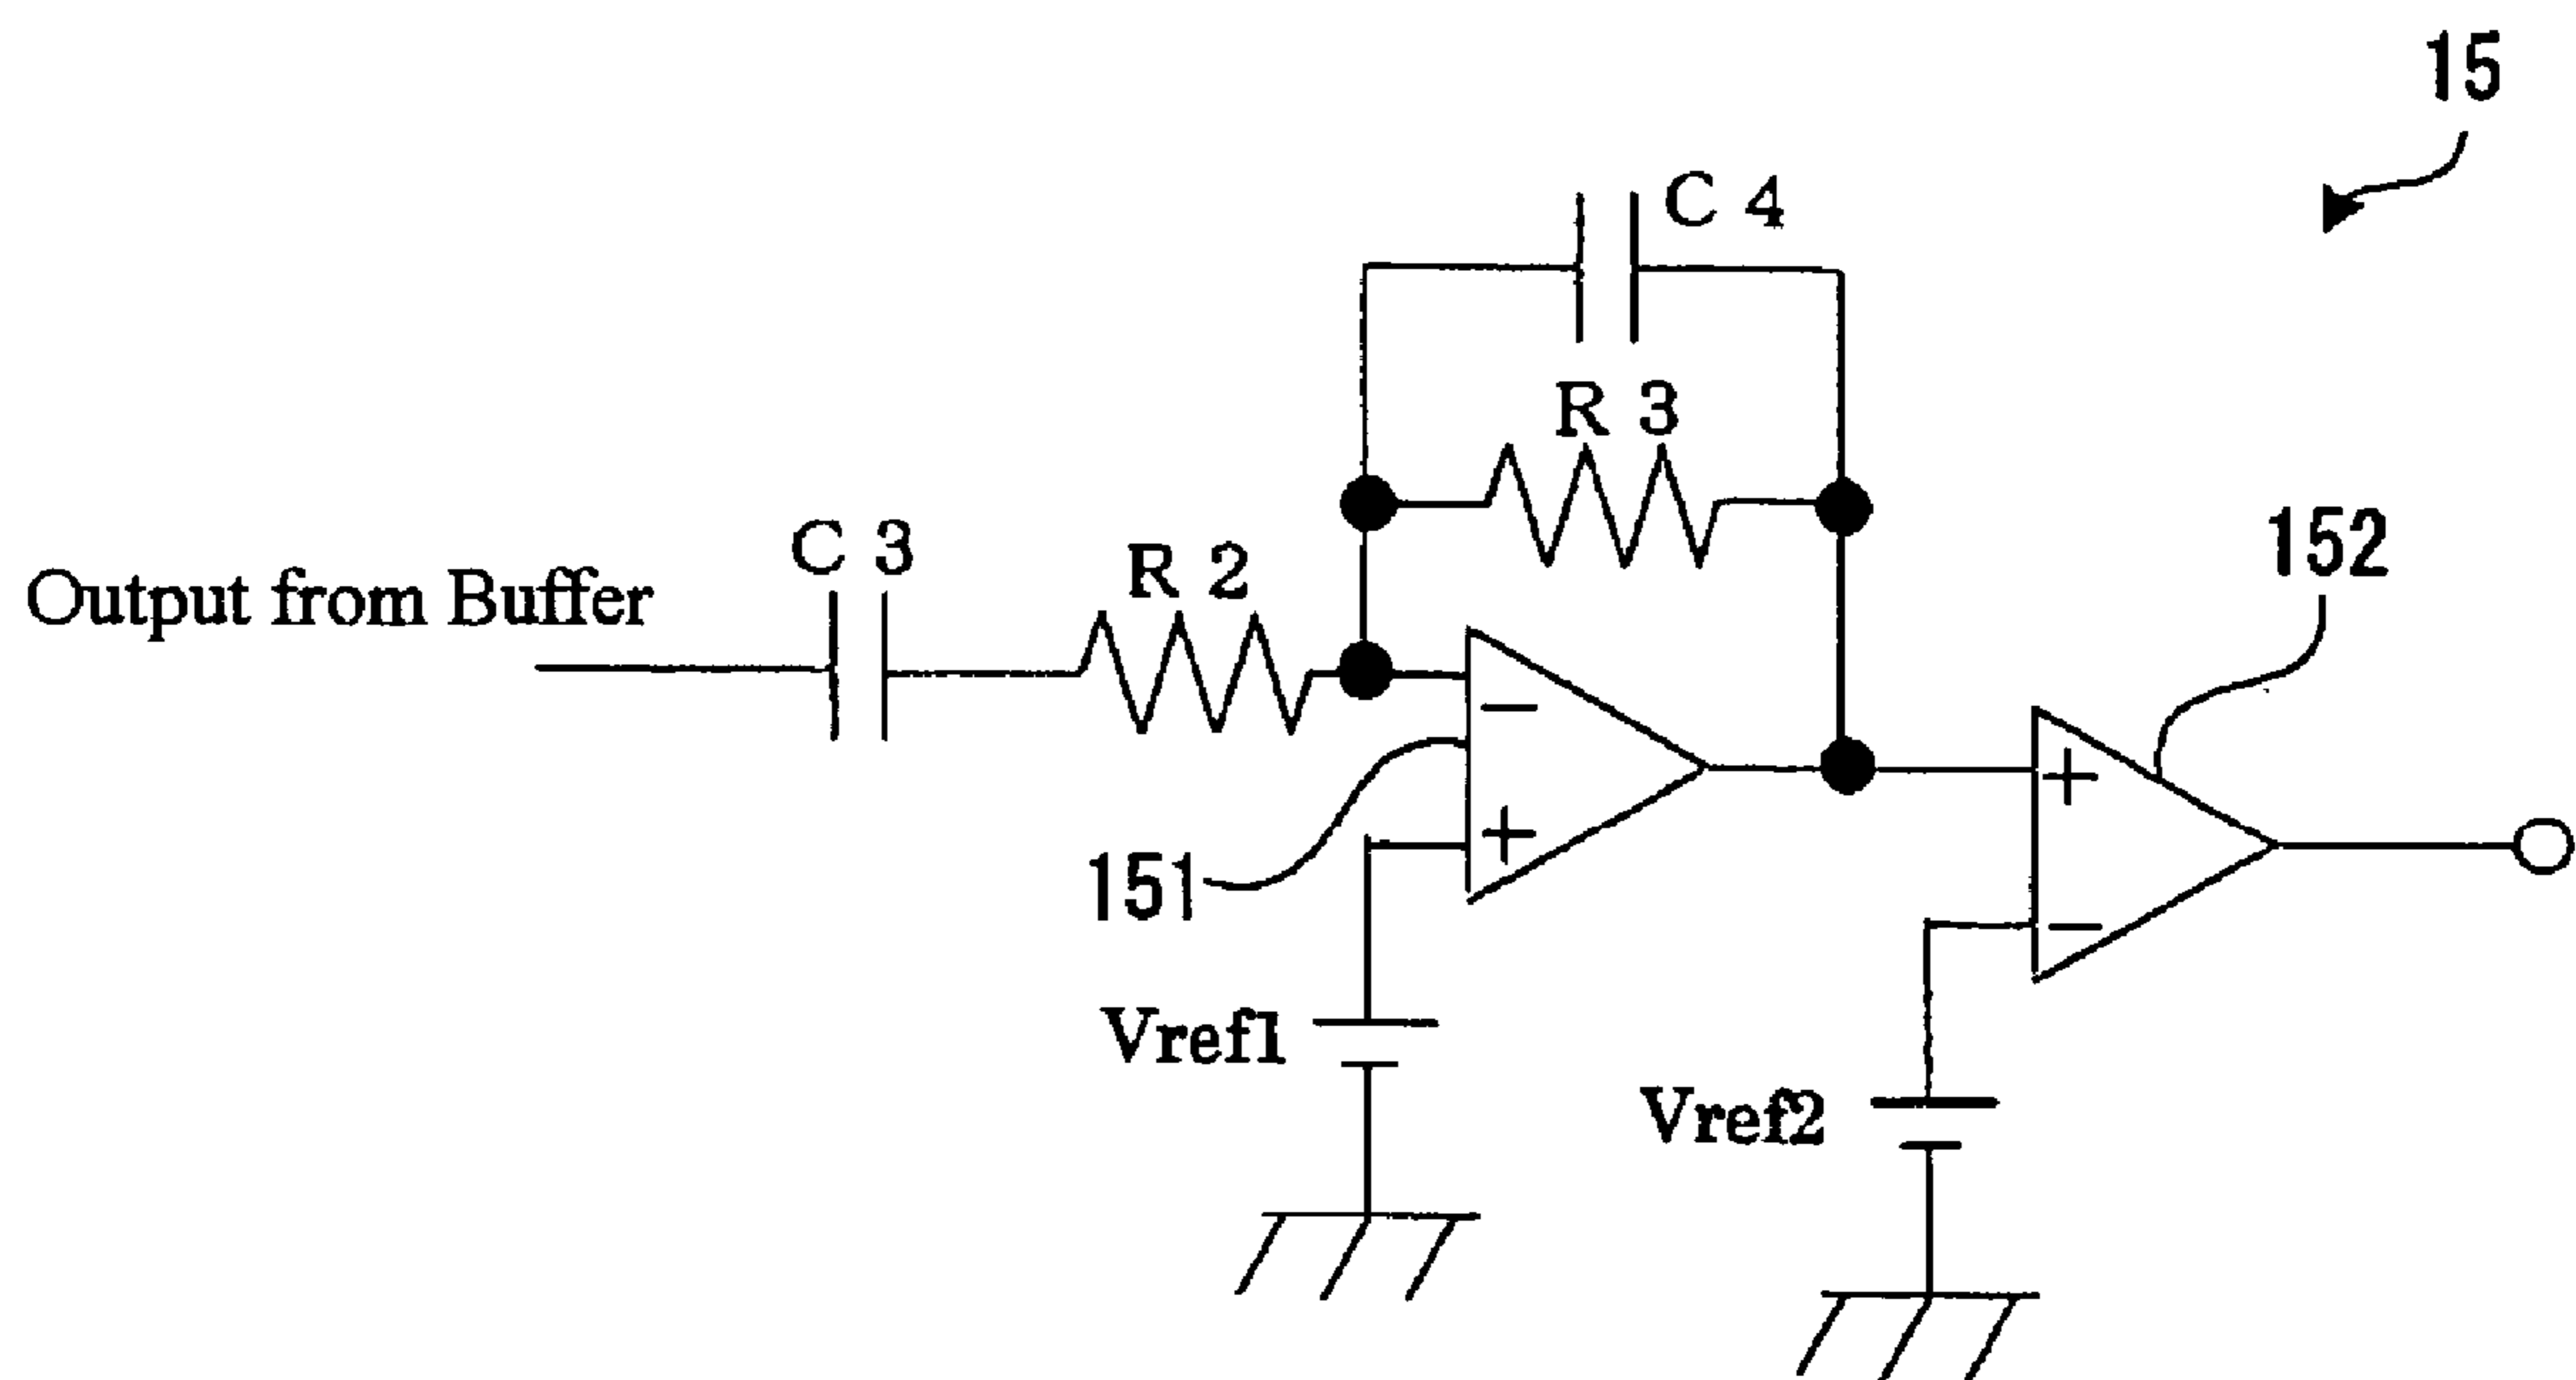 15
C 4
R 3
C 3
R 2
152
Output from Buffer
151
Vref1
Vref2